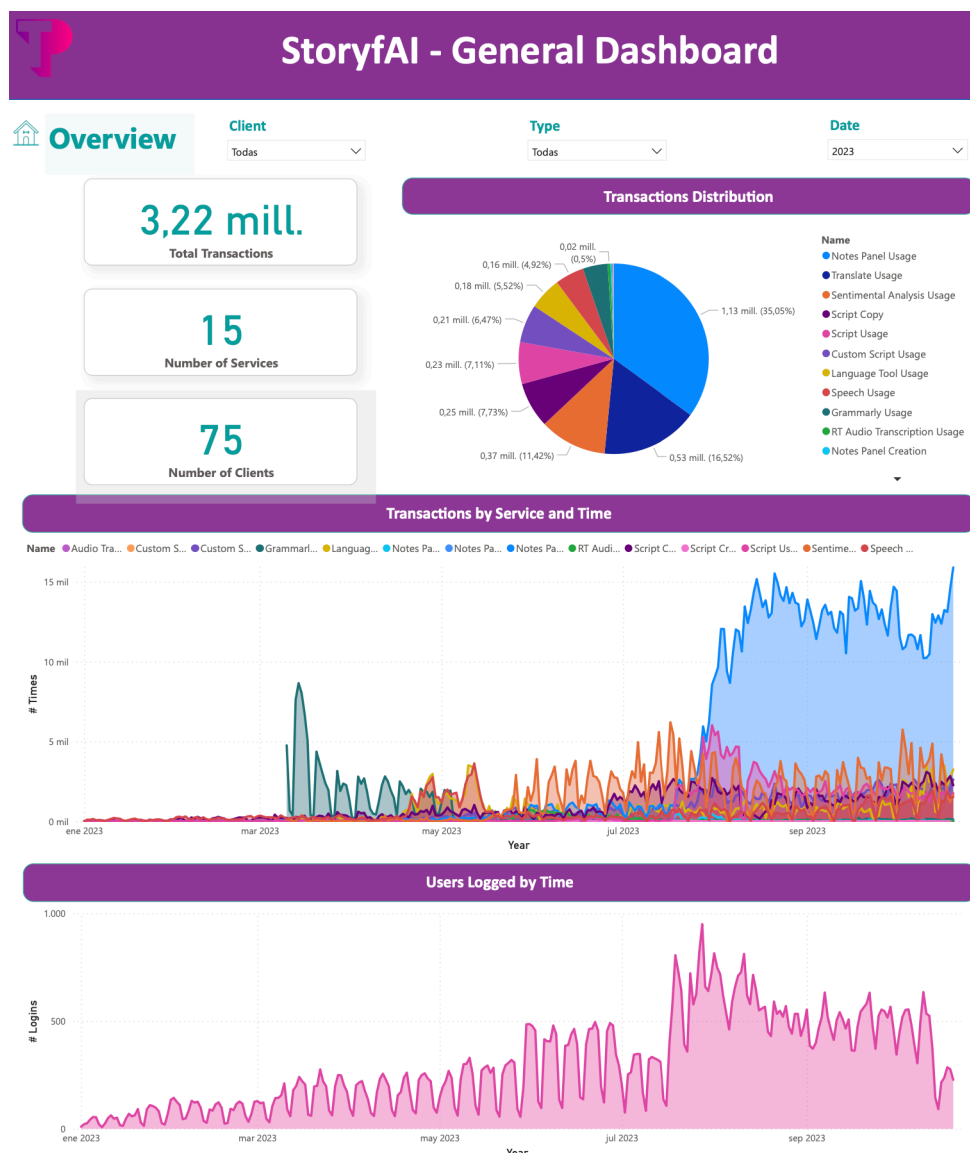 StoryfAI - General Dashboard
Overview
Client
Todas
Type
Todas
Date
2023
3,22 mill.
Total Transactions
15
Number of Services
75
Number of Clients
Transactions Distribution
0,02 mill.
(0,5%)
0,16 mill. (4,92%)
0,18 mill. (5,52%)
0,21 mill. (6,47%)
0,23 mill. (7,11%)
0,25 mill. (7,73%)
0,37 mill. (11,42%)
0,53 mill. (16,52%)
1,13 mill. (35,05%)
Name
Notes Panel Usage
Translate Usage
Sentimental Analysis Usage
Script Copy
Script Usage
Custom Script Usage
Language Tool Usage
Speech Usage
Grammarly Usage
RT Audio Transcription Usage
Notes Panel Creation
Transactions by Service and Time
Name Audio Tra... Custom S... Custom S... Grammarl... Languag... Notes Pa... Notes Pa... Notes Pa... RT Audi... Script C... Script Cr... Script Us... Sentime... Speech ...
15 mil
10 mil
5 mil
0 mil
# Times
ene 2023 mar 2023 may 2023 jul 2023 sep 2023
Year
Users Logged by Time
1.000
500
0
# Logins
ene 2023 mar 2023 may 2023 jul 2023 sep 2023
Year